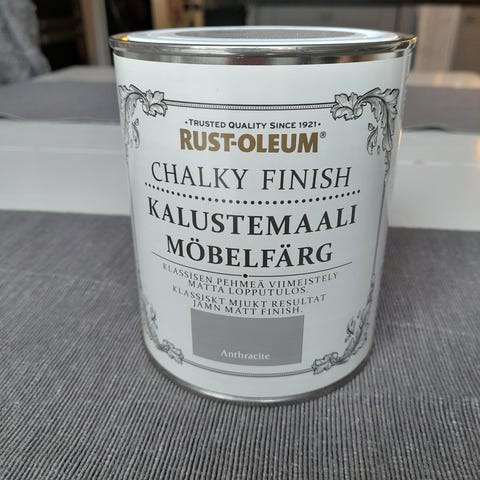 •TRUSTED QUALITY SINCE 1921•
RUST-OLEUM®
CHALKY FINISH
KALUSTEMAALI
MÖBELFÄRG
KLASSISEN PEHMEÄ VIIMEISTELY
MATTA LOPPUTULOS.
KLASSISKT MJUKT RESULTAT
JÄMN MATT FINISH.
Anthracite